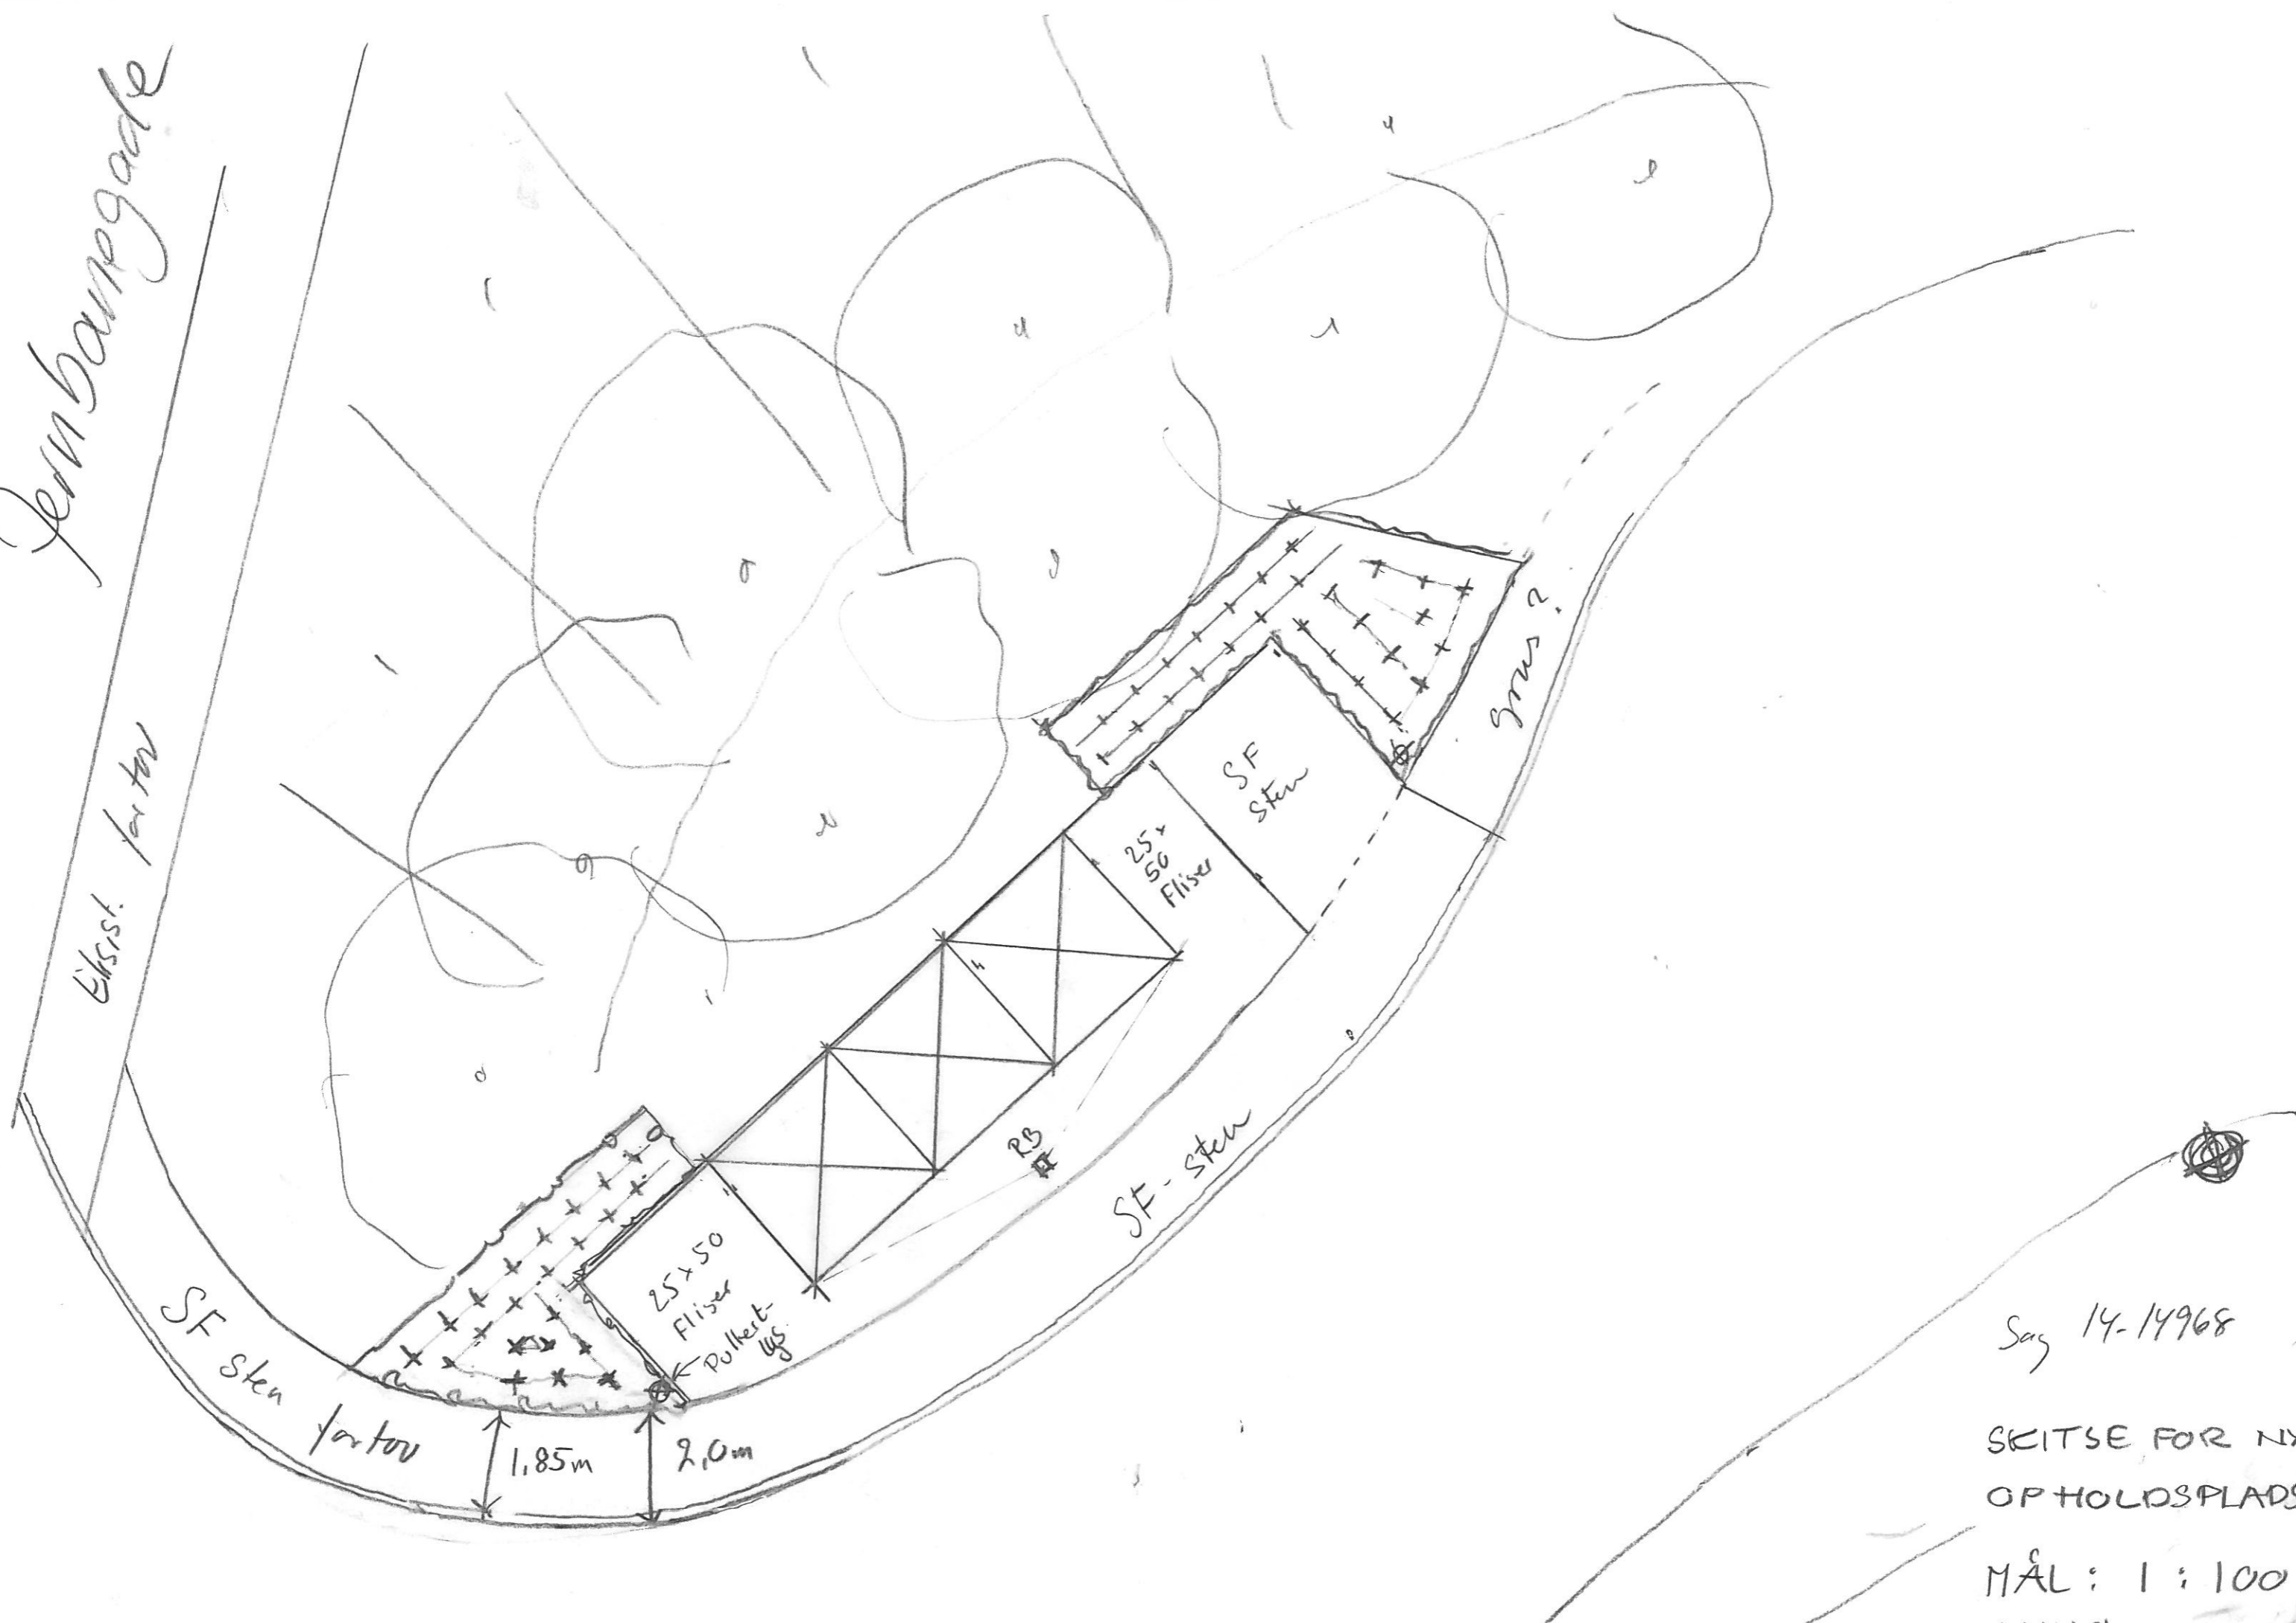 Jernbanegade
Eksist. fortov
SF Sten
fortov
1,85m
2,0m
25x50
Fliser
Pullert-
lys.
RB
SF-sten
25x
50
Fliser
SF
Sten
grus?
Sag 14-14968
SKITSE FOR NY
OPHOLDSPLADS
MÅL: 1:100